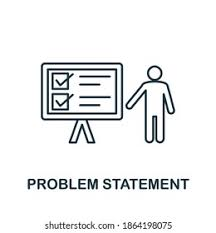 PROBLEM STATEMENT
shutterstock.com · 1864198075